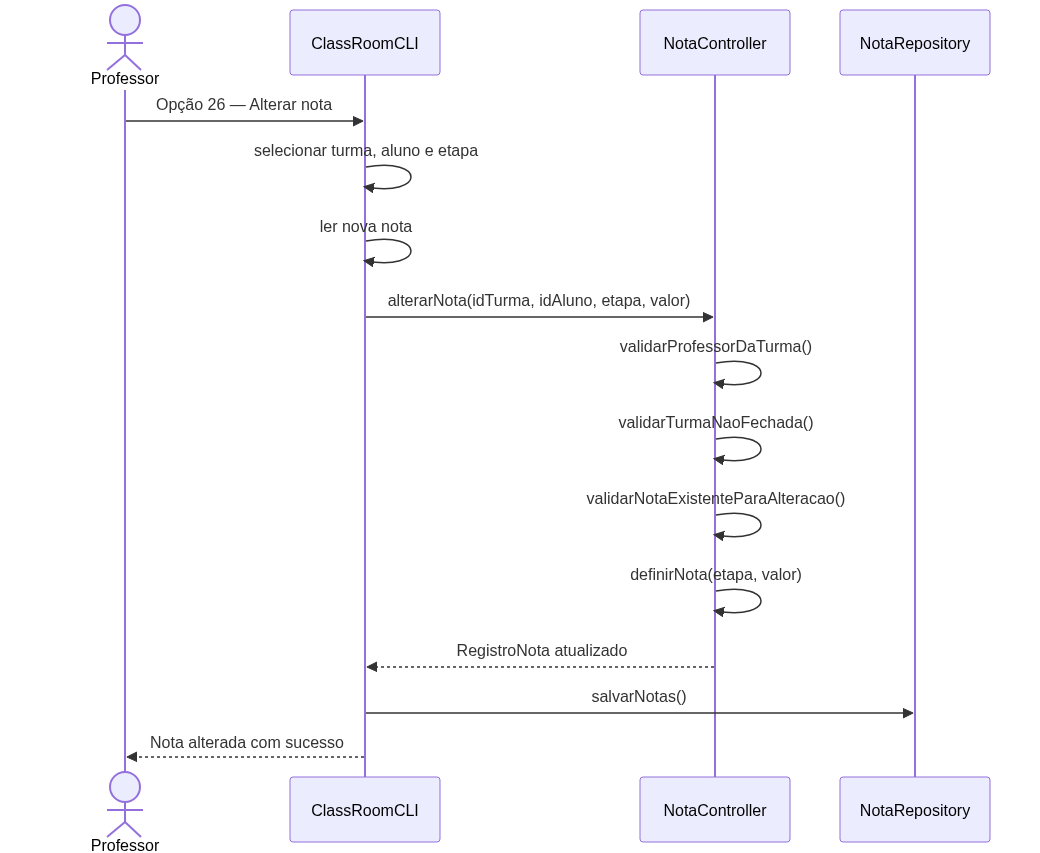 Professor
ClassRoomCLI
NotaController
NotaRepository
Opção 26 — Alterar nota
selecionar turma, aluno e etapa
ler nova nota
alterarNota(idTurma, idAluno, etapa, valor)
validarProfessorDaTurma()
validarTurmaNaoFechada()
validarNotaExistenteParaAlteracao()
definirNota(etapa, valor)
RegistroNota atualizado
salvarNotas()
Nota alterada com sucesso
Professor
ClassRoomCLI
NotaController
NotaRepository